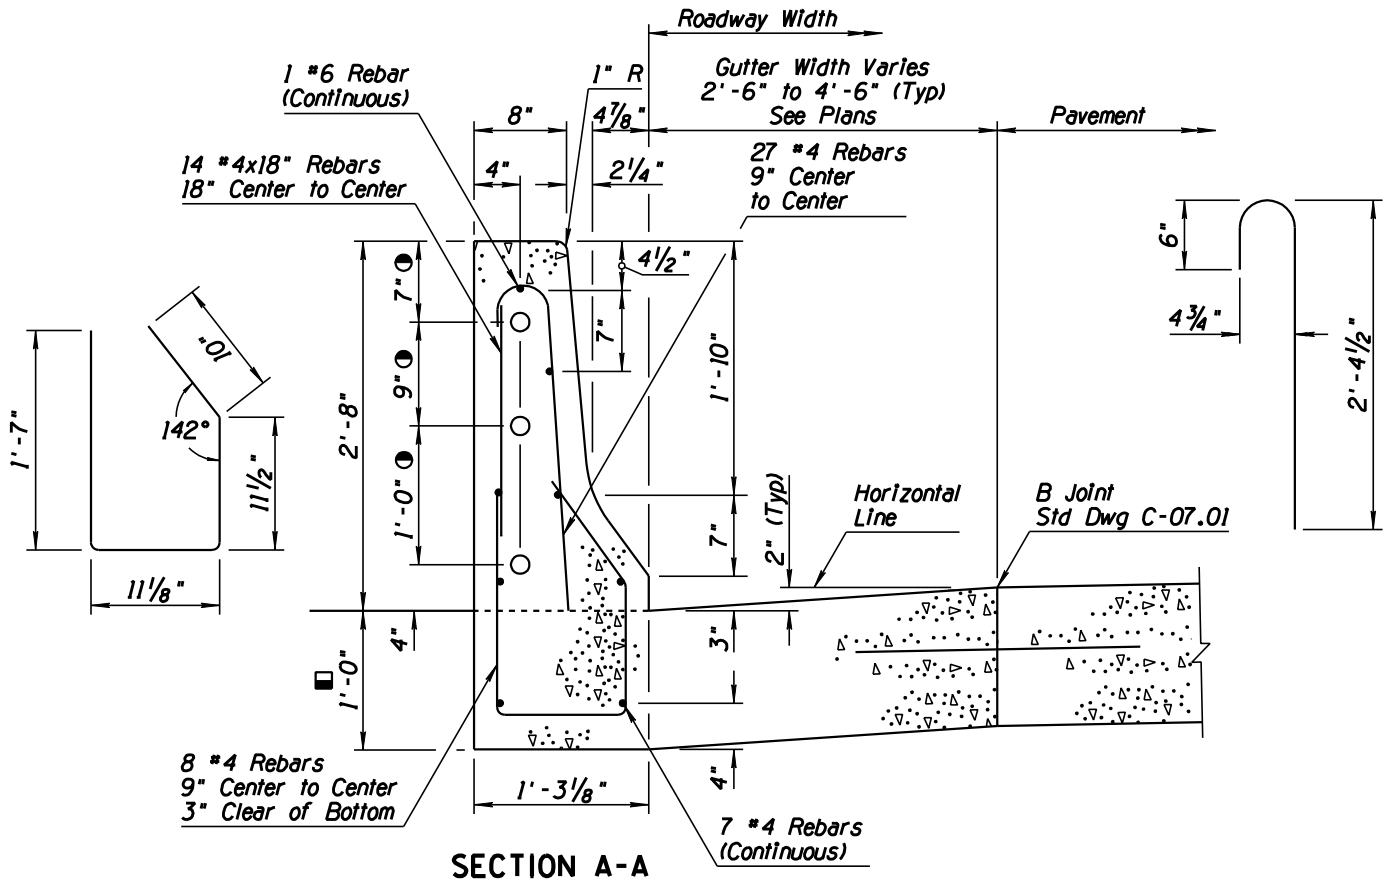 Roadway Width
1 #6 Rebar
(Continuous)
1" R
Gutter Width Varies
2'-6" to 4'-6" (Typ)
See Plans
Pavement
8"
4 7/8"
14 #4x18" Rebars
18" Center to Center
4"
2 1/4"
27 #4 Rebars
9" Center
to Center
6"
4 3/4"
2'-4 1/2"
7"
4 1/2"
7"
9"
1'-10"
2'-8"
1'-0"
10"
142°
1'-7"
11 1/2"
11 1/8"
7"
2" (Typ)
Horizontal
Line
B Joint
Std Dwg C-07.01
4"
3"
1'-0"
4"
8 #4 Rebars
9" Center to Center
3" Clear of Bottom
1'-3 1/8"
7 #4 Rebars
(Continuous)
SECTION A-A